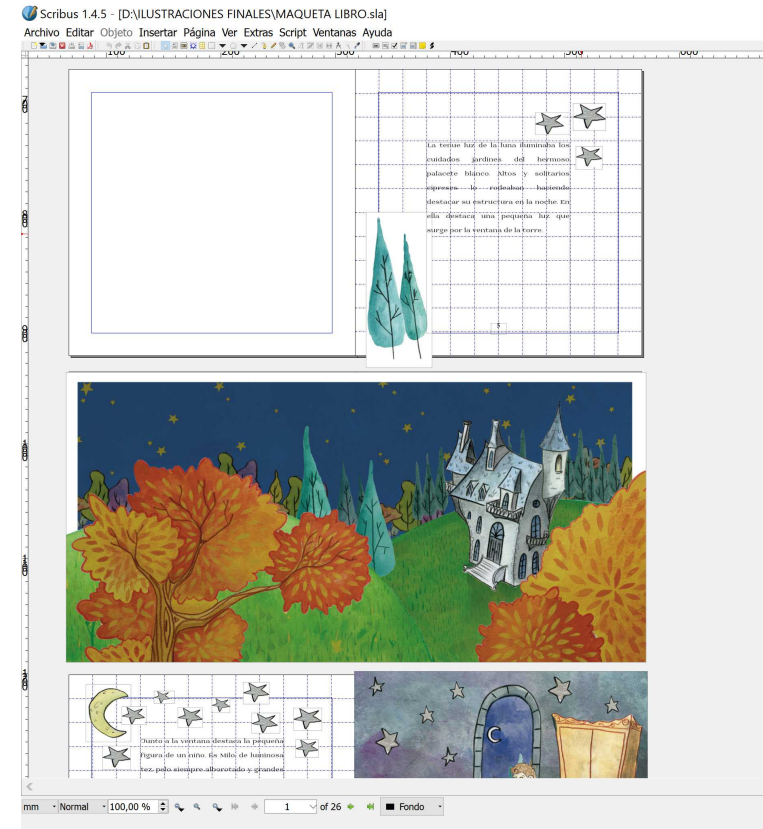 Scribus 1.4.5 - [D:\ILUSTRACIONES FINALES\MAQUETA LIBRO.sla]
Archivo Editar Objeto Insertar Página Ver Extras Script Ventanas Ayuda
100 200 300 400 500 600
La tenue luz de la luna iluminaba los
cuidados jardines del hermoso
palacete blanco. Altos y solitarios
cipreses lo rodeaban haciendo
destacar su estructura en la noche. En
ella destaca una pequeña luz que
surge por la ventana de la torre.
5
Junto a la ventana destaca la pequeña
figura de un niño. Es Milo, de luminosa
tez, pelo siempre alborotado y grandes
mm Normal 100,00 % 1 of 26 Fondo